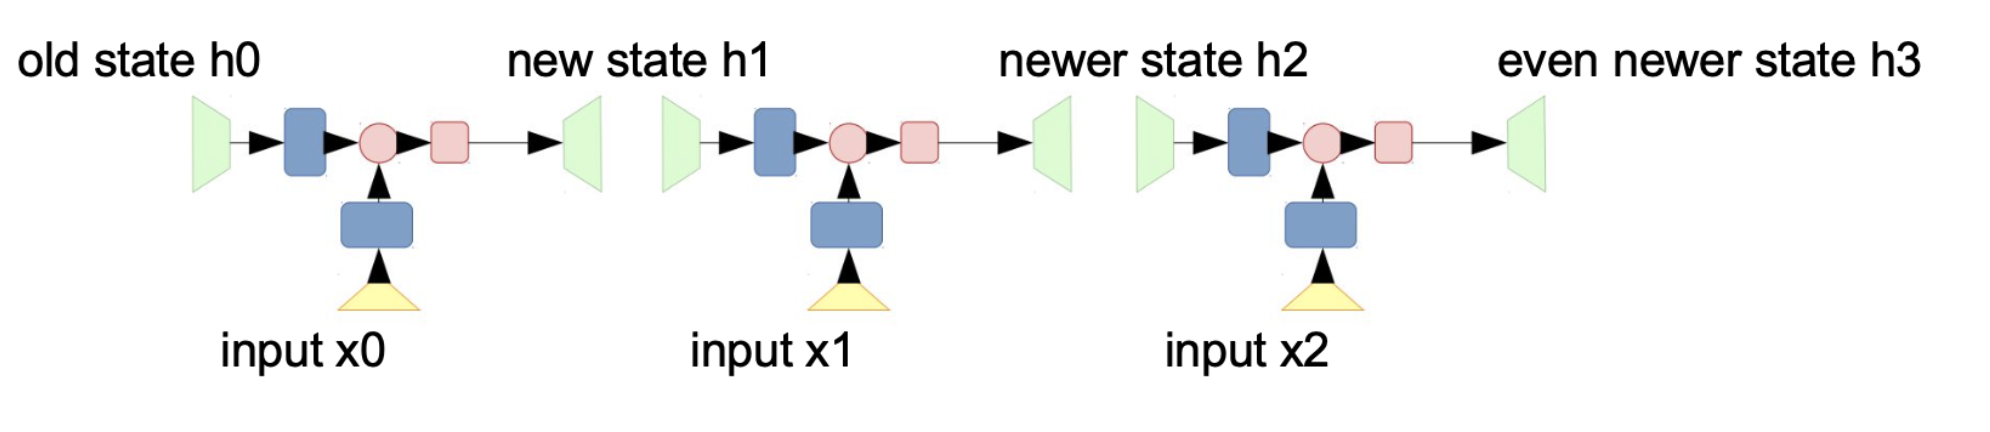 old state h0
new state h1
newer state h2
even newer state h3
input x0
input x1
input x2